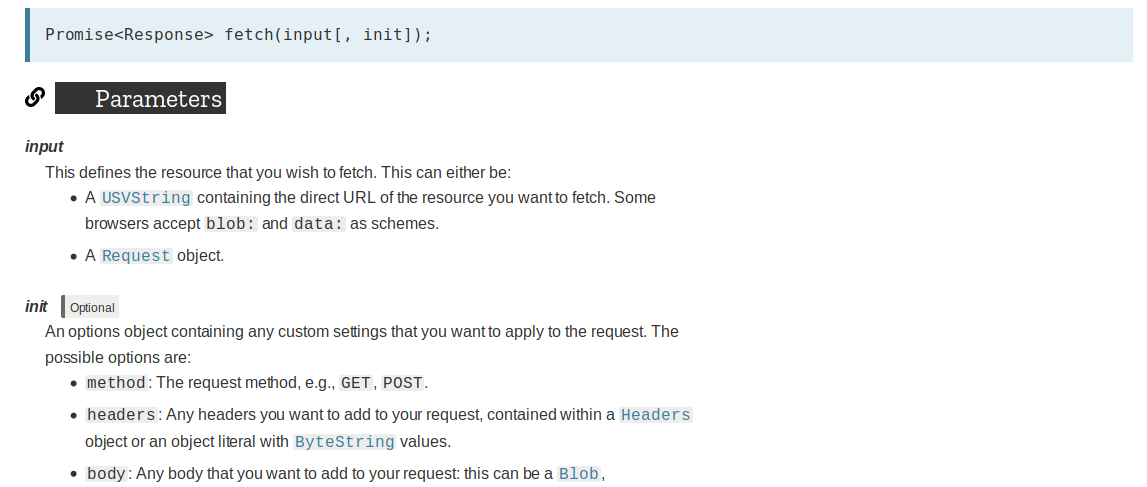 Promise<Response> fetch(input[, init]);
Parameters
input
This defines the resource that you wish to fetch. This can either be:
• A USVString containing the direct URL of the resource you want to fetch. Some
browsers accept blob: and data: as schemes.
• A Request object.
init Optional
An options object containing any custom settings that you want to apply to the request. The
possible options are:
• method: The request method, e.g., GET, POST.
• headers: Any headers you want to add to your request, contained within a Headers
object or an object literal with ByteString values.
• body: Any body that you want to add to your request: this can be a Blob,